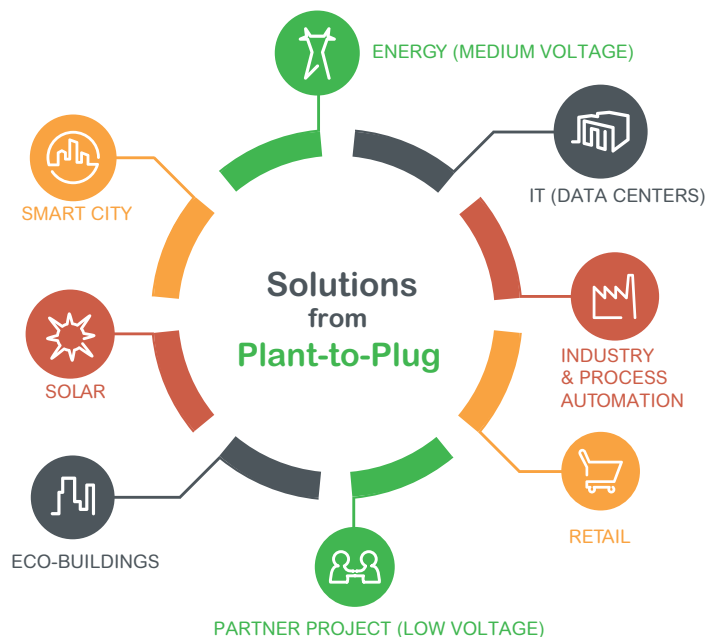 ENERGY (MEDIUM VOLTAGE)
IT (DATA CENTERS)
SMART CITY
Solutions
from
Plant-to-Plug
INDUSTRY
& PROCESS
AUTOMATION
SOLAR
RETAIL
ECO-BUILDINGS
PARTNER PROJECT (LOW VOLTAGE)